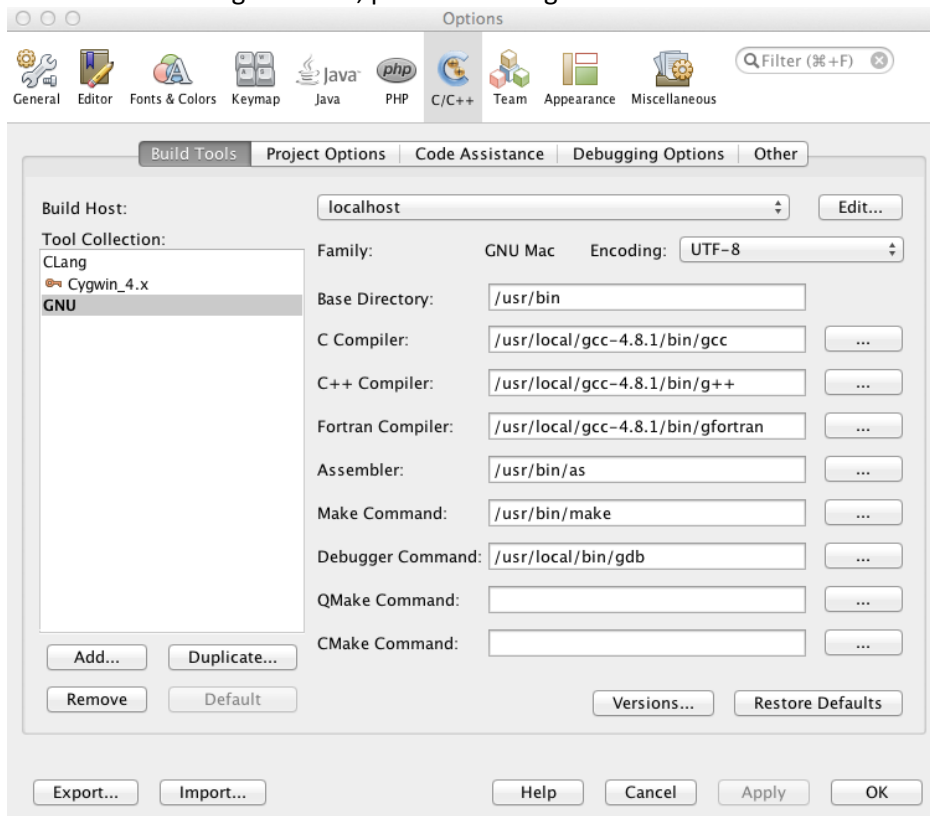 Options
Filter (⌘+F)
General Editor Fonts & Colors Keymap Java PHP C/C++ Team Appearance Miscellaneous
Build Tools Project Options Code Assistance Debugging Options Other
Build Host: localhost Edit...
Tool Collection:
CLang
Cygwin_4.x
GNU
Family: GNU Mac Encoding: UTF-8
Base Directory: /usr/bin
C Compiler: /usr/local/gcc-4.8.1/bin/gcc ...
C++ Compiler: /usr/local/gcc-4.8.1/bin/g++ ...
Fortran Compiler: /usr/local/gcc-4.8.1/bin/gfortran ...
Assembler: /usr/bin/as ...
Make Command: /usr/bin/make ...
Debugger Command: /usr/local/bin/gdb ...
QMake Command: ...
CMake Command: ...
Add... Duplicate...
Remove Default
Versions... Restore Defaults
Export... Import... Help Cancel Apply OK